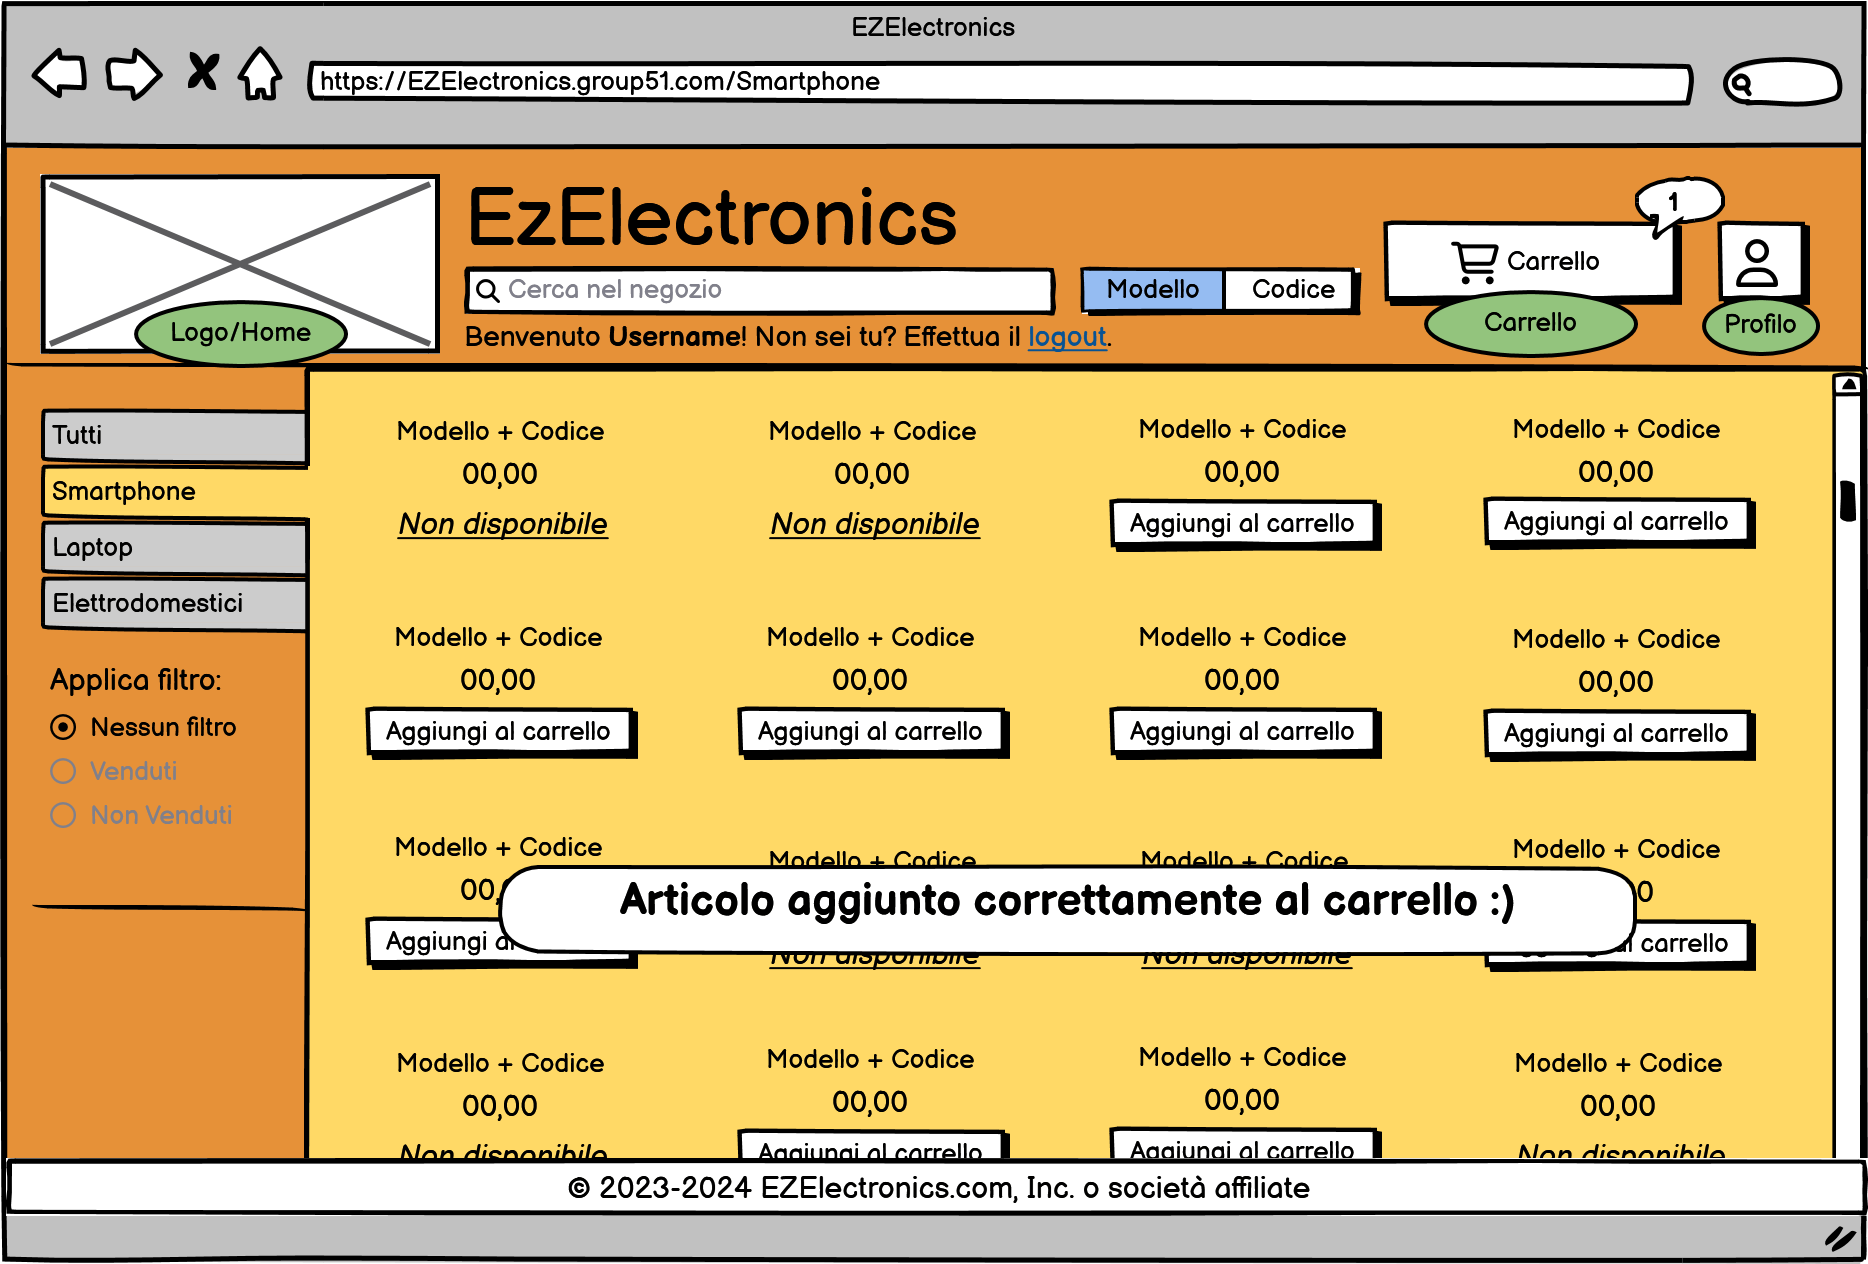 EZElectronics
https://EZElectronics.group51.com/Smartphone
EzElectronics
1
Carrello
Cerca nel negozio
Modello Codice
Logo/Home
Benvenuto Username! Non sei tu? Effettua il logout.
Carrello
Profilo
Tutti
Smartphone
Laptop
Elettrodomestici
Applica filtro:
Nessun filtro
Venduti
Non Venduti
Modello + Codice Modello + Codice Modello + Codice Modello + Codice
00,00 00,00 00,00 00,00
Non disponibile Non disponibile Aggiungi al carrello Aggiungi al carrello
Modello + Codice Modello + Codice Modello + Codice Modello + Codice
00,00 00,00 00,00 00,00
Aggiungi al carrello Aggiungi al carrello Aggiungi al carrello Aggiungi al carrello
Modello + Codice Modello + Codice Modello + Codice Modello + Codice
00, 0
Articolo aggiunto correttamente al carrello :)
Aggiungi Non disponibile Non disponibile carrello
Modello + Codice Modello + Codice Modello + Codice Modello + Codice
00,00 00,00 00,00 00,00
Non disponibile Aggiungi al carrello Aggiungi al carrello Non disponibile
© 2023-2024 EZElectronics.com, Inc. o società affiliate